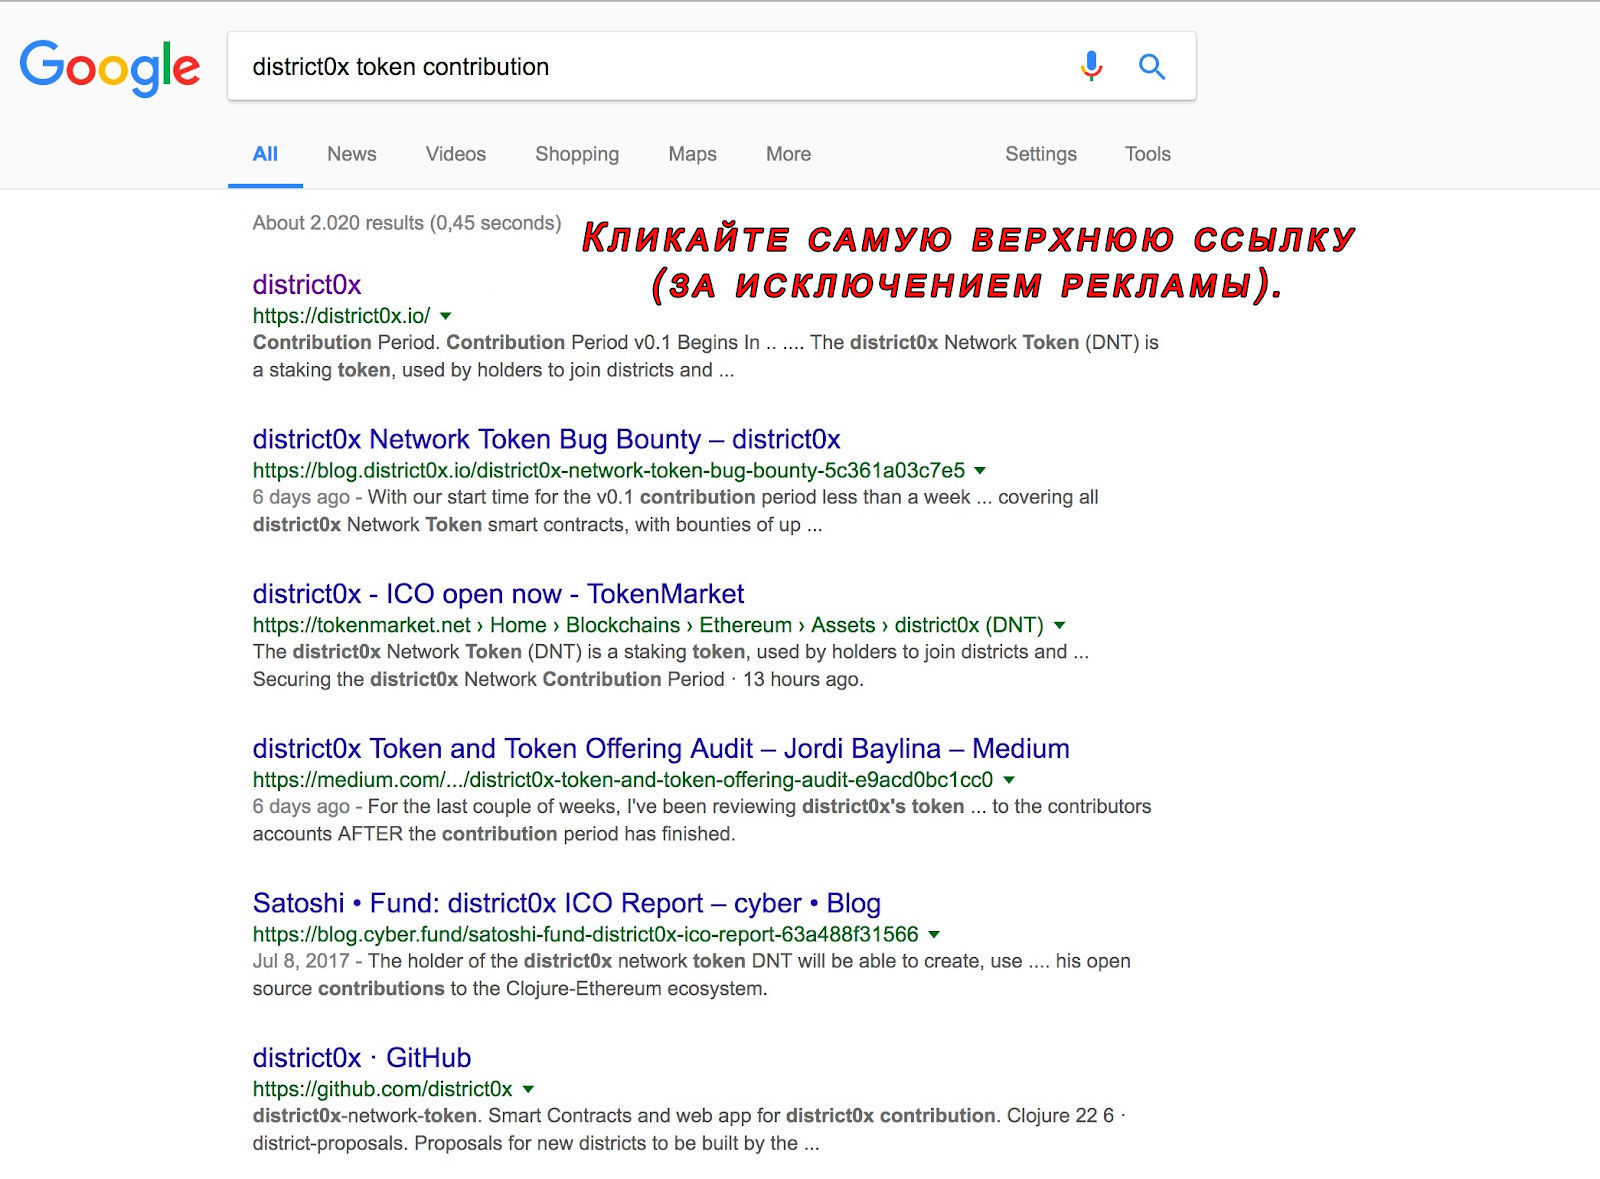 Google
district0x token contribution
All News Videos Shopping Maps More Settings Tools
About 2.020 results (0,45 seconds)
Кликайте самую верхнюю ссылку
(за исключением рекламы).
district0x
https://district0x.io/
Contribution Period. Contribution Period v0.1 Begins In .. .... The district0x Network Token (DNT) is
a staking token, used by holders to join districts and ...
district0x Network Token Bug Bounty – district0x
https://blog.district0x.io/district0x-network-token-bug-bounty-5c361a03c7e5
6 days ago - With our start time for the v0.1 contribution period less than a week ... covering all
district0x Network Token smart contracts, with bounties of up ...
district0x - ICO open now - TokenMarket
https://tokenmarket.net › Home › Blockchains › Ethereum › Assets › district0x (DNT)
The district0x Network Token (DNT) is a staking token, used by holders to join districts and ...
Securing the district0x Network Contribution Period · 13 hours ago.
district0x Token and Token Offering Audit – Jordi Baylina – Medium
https://medium.com/.../district0x-token-and-token-offering-audit-e9acd0bc1cc0
6 days ago - For the last couple of weeks, I've been reviewing district0x's token ... to the contributors
accounts AFTER the contribution period has finished.
Satoshi • Fund: district0x ICO Report – cyber • Blog
https://blog.cyber.fund/satoshi-fund-district0x-ico-report-63a488f31566
Jul 8, 2017 - The holder of the district0x network token DNT will be able to create, use .... his open
source contributions to the Clojure-Ethereum ecosystem.
district0x · GitHub
https://github.com/district0x
district0x-network-token. Smart Contracts and web app for district0x contribution. Clojure 22 6 ·
district-proposals. Proposals for new districts to be built by the ...